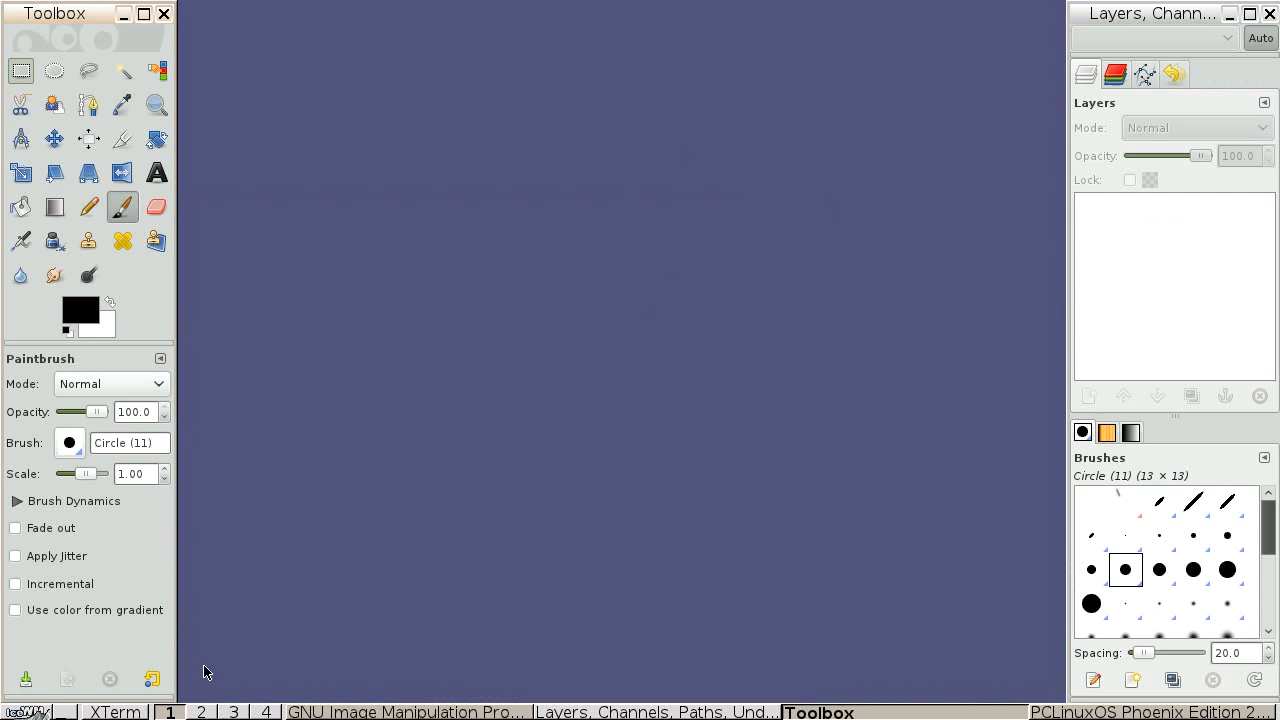 Toolbox
Paintbrush
Mode: Normal
Opacity: 100.0
Brush: Circle (11)
Scale: 1.00
Brush Dynamics
Fade out
Apply Jitter
Incremental
Use color from gradient
Layers, Chann...
Auto
Layers
Mode: Normal
Opacity: 100.0
Lock:
Brushes
Circle (11) (13 × 13)
Spacing: 20.0
XTerm 1 2 3 4 GNU Image Manipulation Pro... Layers, Channels, Paths, Und... Toolbox PCLinuxOS Phoenix Edition 2...